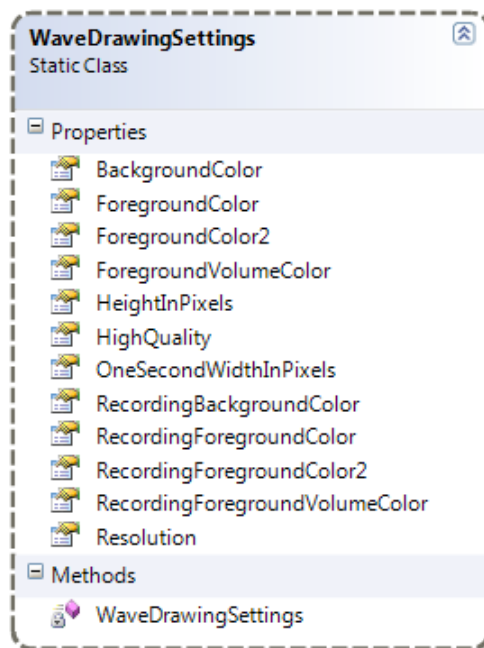 WaveDrawingSettings
Static Class
Properties
BackgroundColor
ForegroundColor
ForegroundColor2
ForegroundVolumeColor
HeightInPixels
HighQuality
OneSecondWidthInPixels
RecordingBackgroundColor
RecordingForegroundColor
RecordingForegroundColor2
RecordingForegroundVolumeColor
Resolution
Methods
WaveDrawingSettings